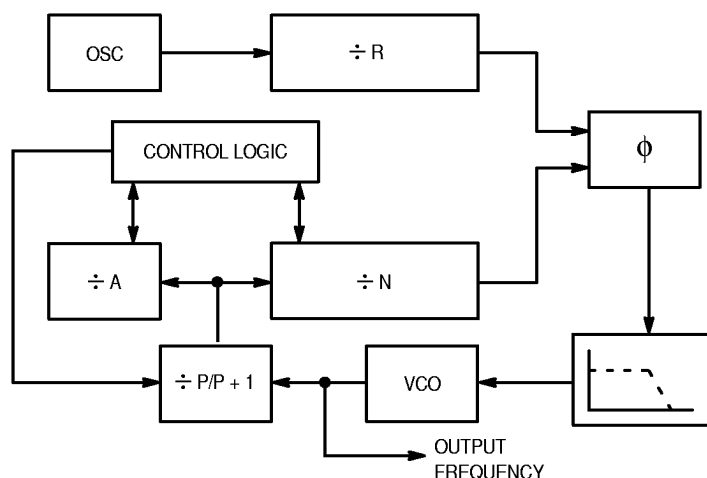 OSC
÷ R
CONTROL LOGIC
ϕ
÷ A
÷ N
÷ P/P + 1
VCO
OUTPUT
FREQUENCY